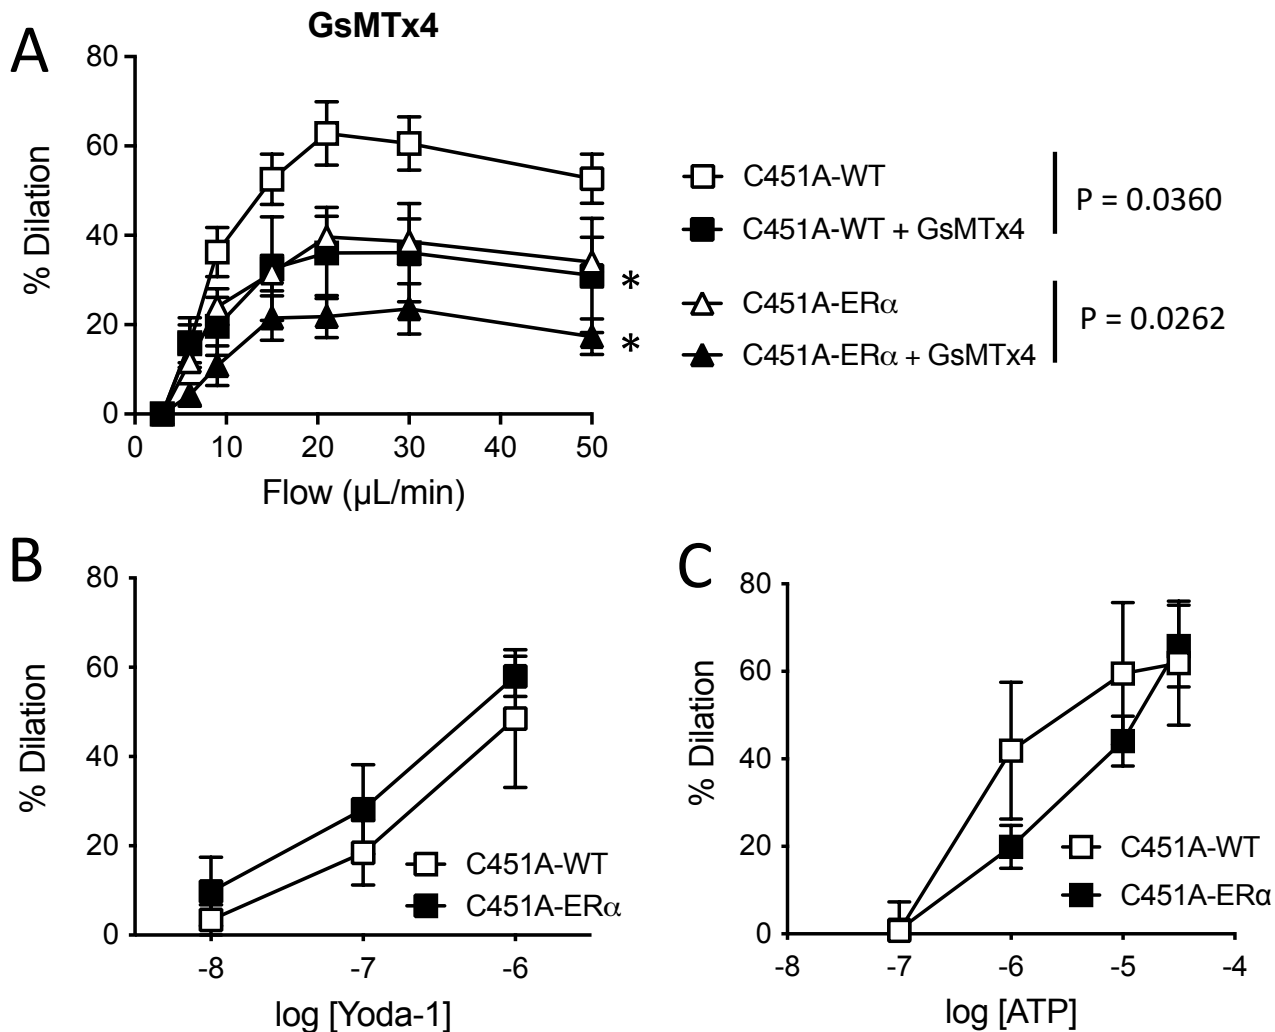 A
GsMTx4
80
60
40
20
0
% Dilation
0 10 20 30 40 50
Flow (µL/min)
C451A-WT
C451A-WT + GsMTx4
P = 0.0360
C451A-ERα
C451A-ERα + GsMTx4
P = 0.0262
*
*
B
80
60
40
20
0
% Dilation
C451A-WT
C451A-ERα
-8 -7 -6
log [Yoda-1]
C
80
60
40
20
0
% Dilation
C451A-WT
C451A-ERα
-8 -7 -6 -5 -4
log [ATP]